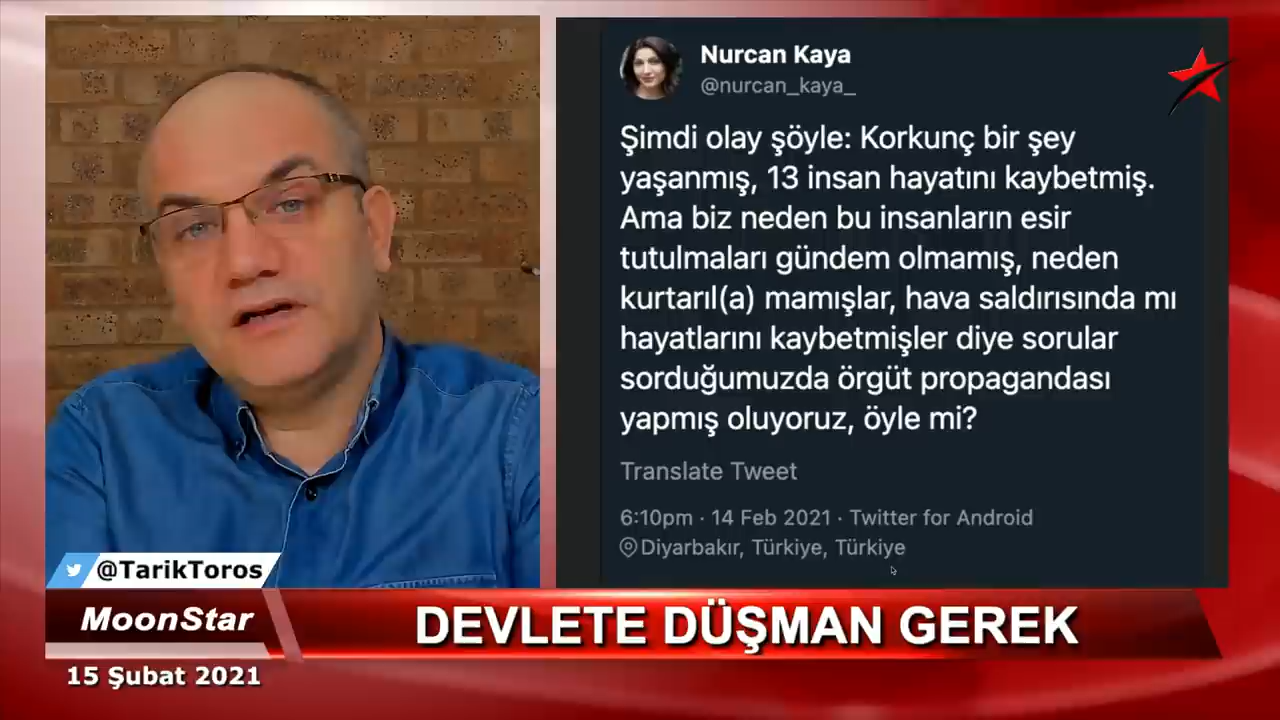 Nurcan Kaya
@nurcan_kaya_
Şimdi olay şöyle: Korkunç bir şey
yaşanmış, 13 insan hayatını kaybetmiş.
Ama biz neden bu insanların esir
tutulmaları gündem olmamış, neden
kurtarıl(a) mamışlar, hava saldırısında mı
hayatlarını kaybetmişler diye sorular
sorduğumuzda örgüt propagandası
yapmış oluyoruz, öyle mi?
Translate Tweet
6:10pm · 14 Feb 2021 · Twitter for Android
Diyarbakır, Türkiye, Türkiye
@TarikToros
MoonStar
DEVLETE DÜŞMAN GEREK
15 Şubat 2021